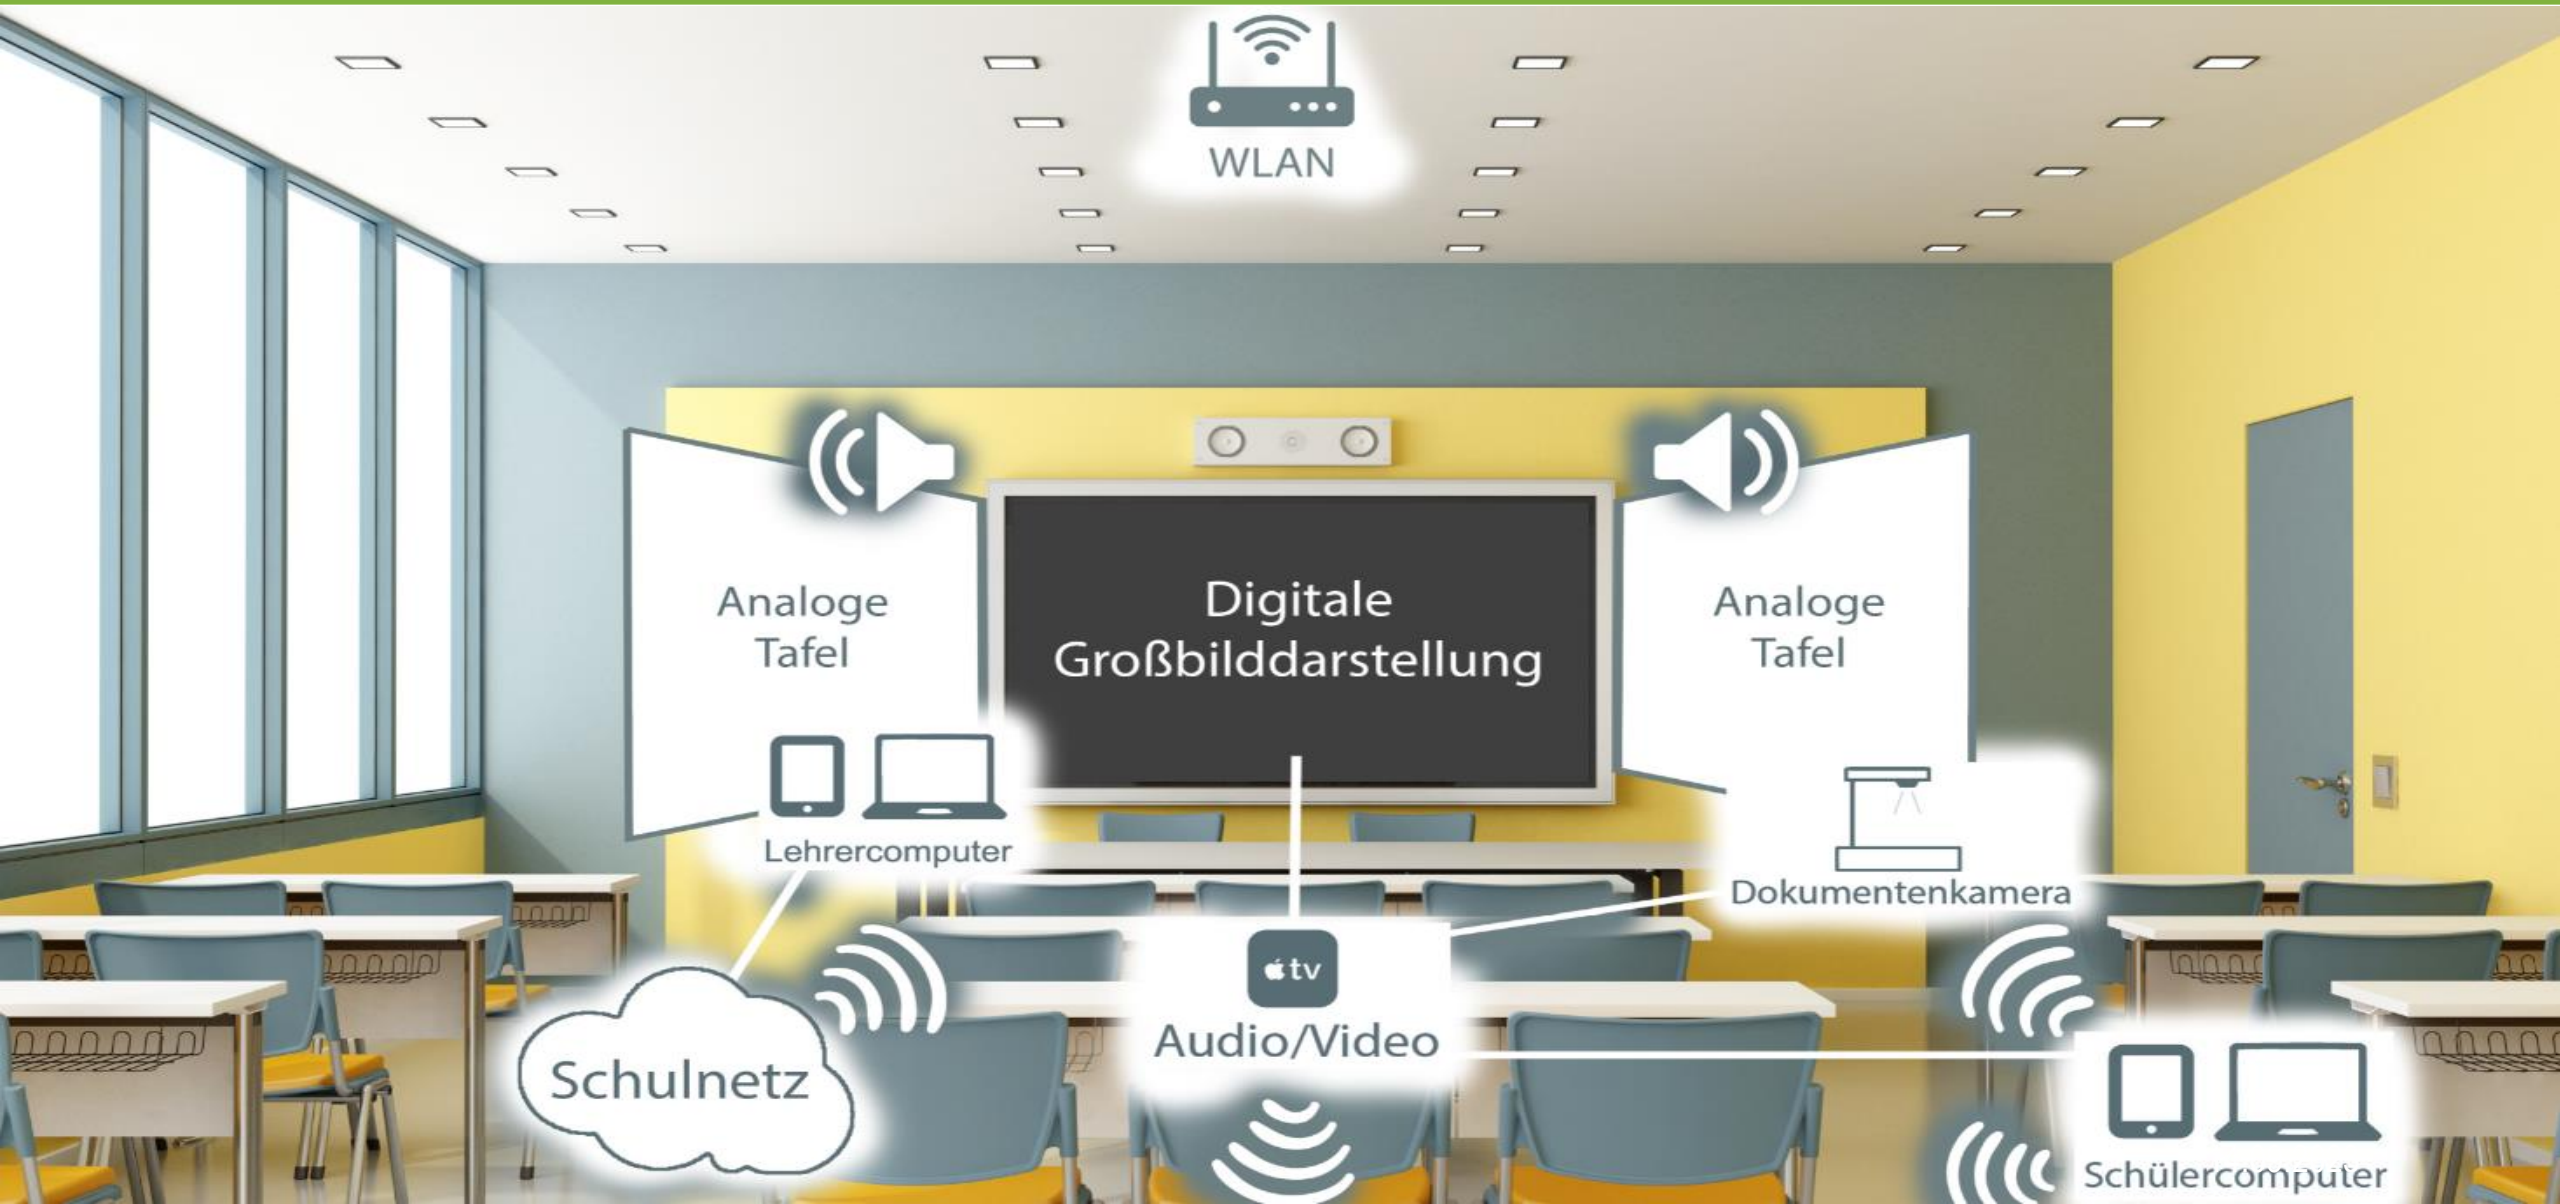 WLAN
Analoge
Tafel
Digitale
Großbilddarstellung
Analoge
Tafel
Lehrercomputer
Dokumentenkamera
tv
Audio/Video
Schulnetz
Schülercomputer